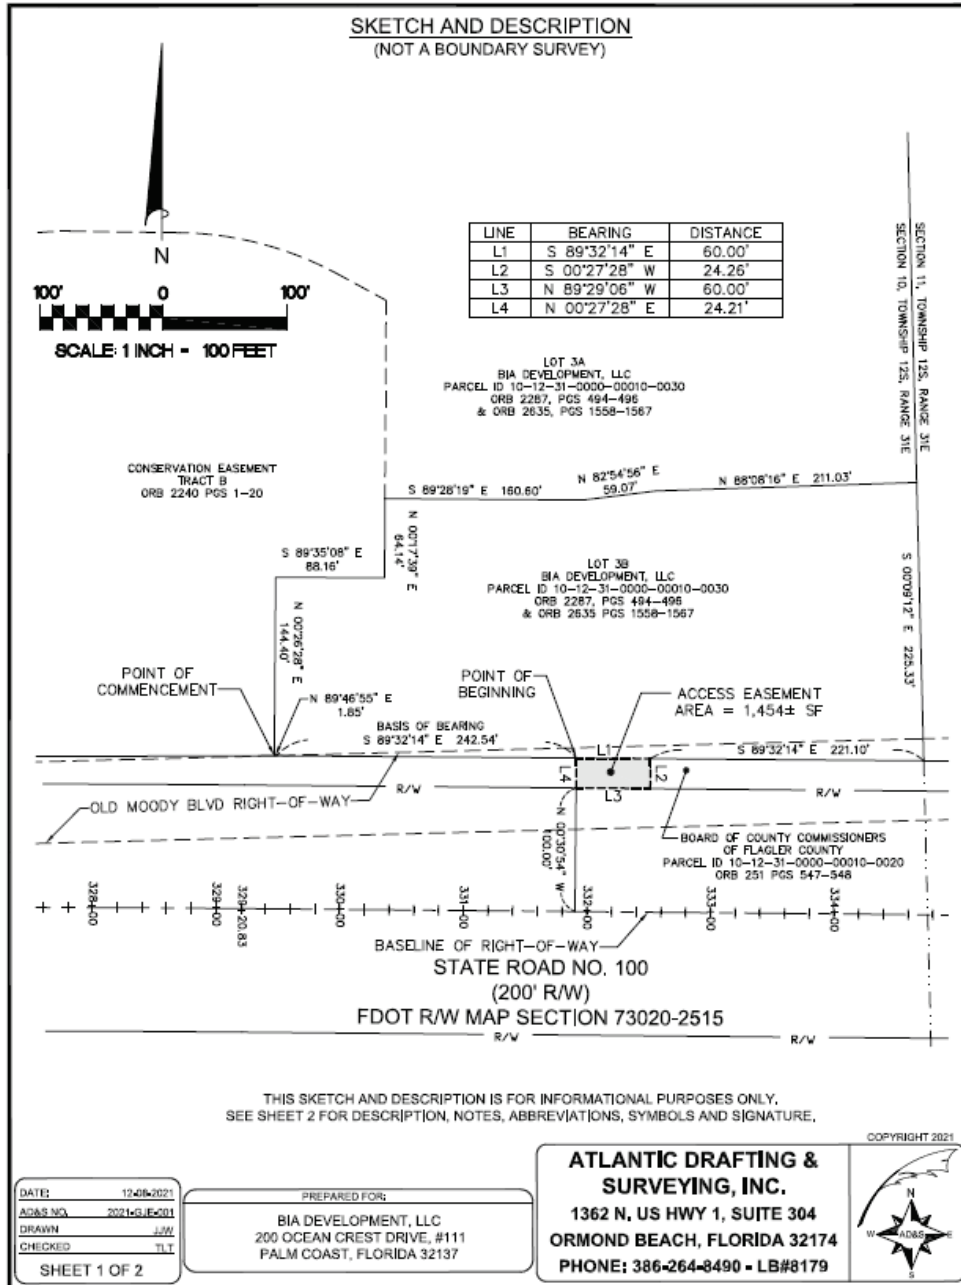 SKETCH AND DESCRIPTION
(NOT A BOUNDARY SURVEY)
N
100' 0 100'
SCALE: 1 INCH = 100 FEET
LINE BEARING DISTANCE
L1 S 89°32'14" E 60.00'
L2 S 00°27'28" W 24.26'
L3 N 89°29'06" W 60.00'
L4 N 00°27'28" E 24.21'
SECTION 11, TOWNSHIP 12S, RANGE 31E
SECTION 10, TOWNSHIP 12S, RANGE 31E
LOT 3A
BIA DEVELOPMENT, LLC
PARCEL ID 10-12-31-0000-00010-0030
ORB 2287, PGS 494-496
& ORB 2635, PGS 1558-1567
CONSERVATION EASEMENT
TRACT B
ORB 2240 PGS 1-20
S 89°28'19" E 160.60'
N 82°54'56" E
59.07'
N 88°08'16" E 211.03'
N 00°17'39" E
64.14'
S 89°35'08" E
88.16'
LOT 3B
BIA DEVELOPMENT, LLC
PARCEL ID 10-12-31-0000-00010-0030
ORB 2287, PGS 494-496
& ORB 2635 PGS 1558-1567
S 00°09'12" E 225.33'
N 00°26'28" E
144.40'
POINT OF
COMMENCEMENT
N 89°46'55" E
1.85'
POINT OF
BEGINNING
ACCESS EASEMENT
AREA = 1,454± SF
BASIS OF BEARING
S 89°32'14" E 242.54'
L1
S 89°32'14" E 221.10'
L4
L2
L3
R/W
R/W
OLD MOODY BLVD RIGHT-OF-WAY
N 00°30'54" W
100.00'
BOARD OF COUNTY COMMISSIONERS
OF FLAGLER COUNTY
PARCEL ID 10-12-31-0000-00010-0020
ORB 251 PGS 547-548
328+00
329+00
329+20.83
330+00
331+00
332+00
333+00
334+00
BASELINE OF RIGHT-OF-WAY
STATE ROAD NO. 100
(200' R/W)
FDOT R/W MAP SECTION 73020-2515
R/W
R/W
THIS SKETCH AND DESCRIPTION IS FOR INFORMATIONAL PURPOSES ONLY.
SEE SHEET 2 FOR DESCRIPTION, NOTES, ABBREVIATIONS, SYMBOLS AND SIGNATURE.
COPYRIGHT 2021
DATE: 12-08-2021
AD&S NO. 2021-GJE-001
DRAWN JJW
CHECKED TLT
SHEET 1 OF 2
PREPARED FOR:
BIA DEVELOPMENT, LLC
200 OCEAN CREST DRIVE, #111
PALM COAST, FLORIDA 32137
ATLANTIC DRAFTING &
SURVEYING, INC.
1362 N. US HWY 1, SUITE 304
ORMOND BEACH, FLORIDA 32174
PHONE: 386-264-8490 - LB#8179
N
W AD&S E
S